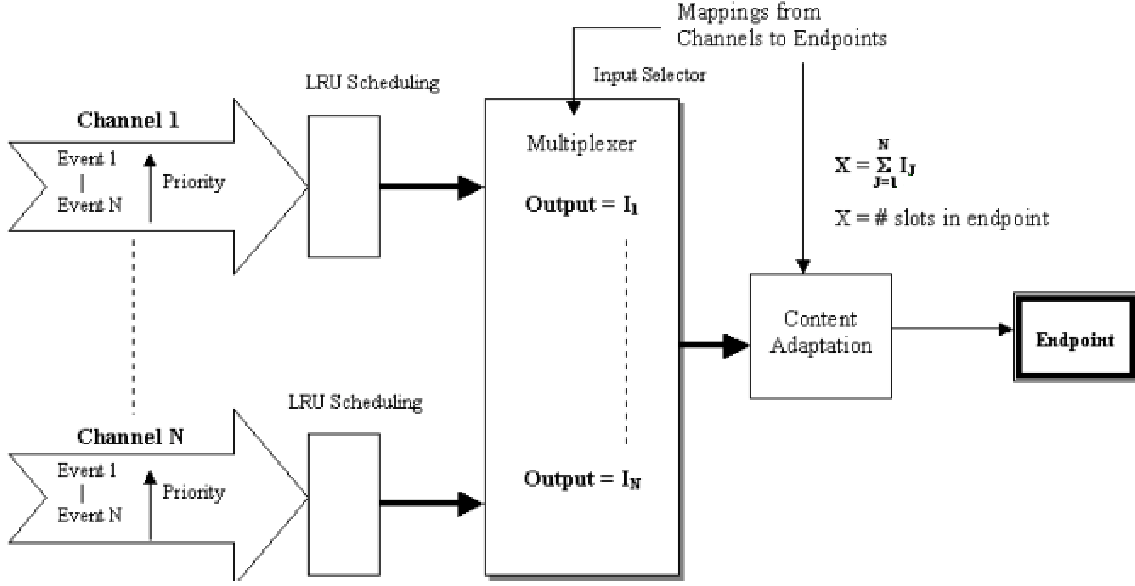 Mappings from
Channels to Endpoints
Input Selector
LRU Scheduling
Channel 1
Event 1
Event N
Priority
Multiplexer
Output = I1
N
X = Σ IJ
J=1
X = # slots in endpoint
Content
Adaptation
Endpoint
LRU Scheduling
Channel N
Event 1
Event N
Priority
Output = IN